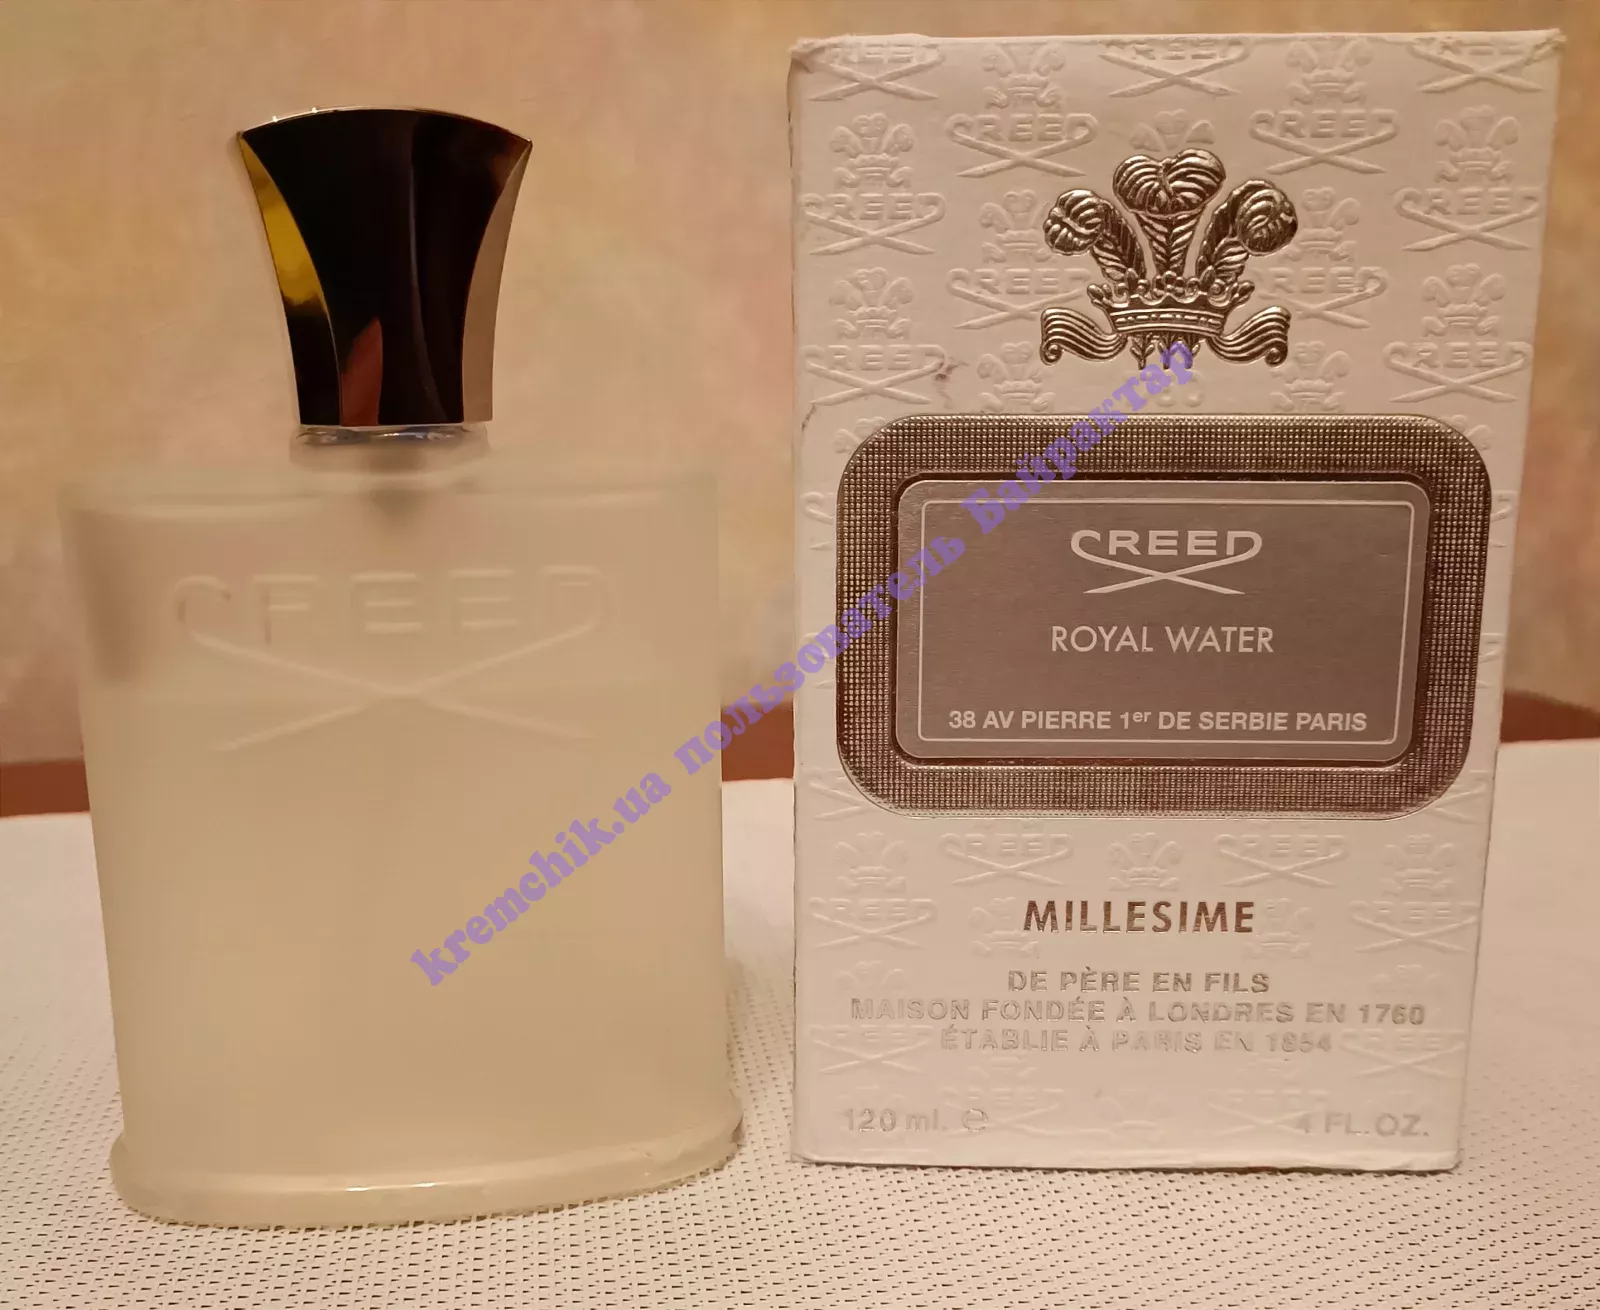 CREED
CREED
ROYAL WATER
38 AV PIERRE 1er DE SERBIE PARIS
MILLESIME
DE PÈRE EN FILS
MAISON FONDÉE À LONDRES EN 1760
ÉTABLIE À PARIS EN 1854
120 ml. e
4 FL.OZ.
kremchik.ua пользователь Байрактар